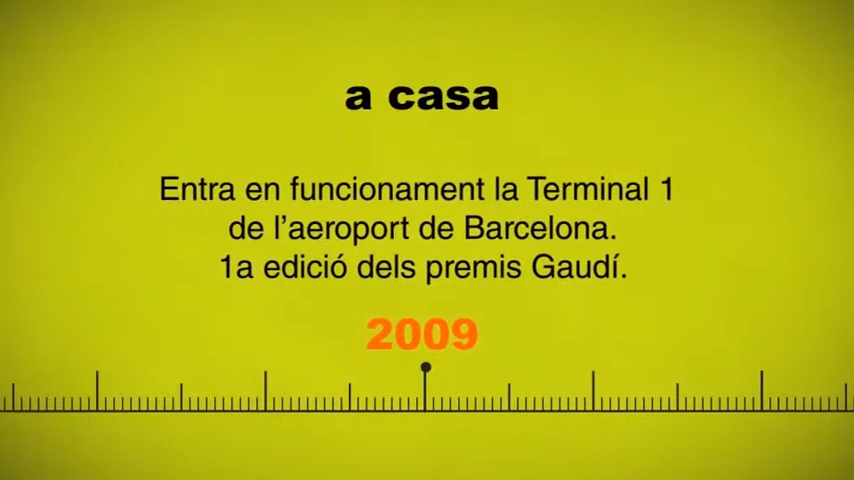 a casa
Entra en funcionament la Terminal 1
de l’aeroport de Barcelona.
1a edició dels premis Gaudí.
2009